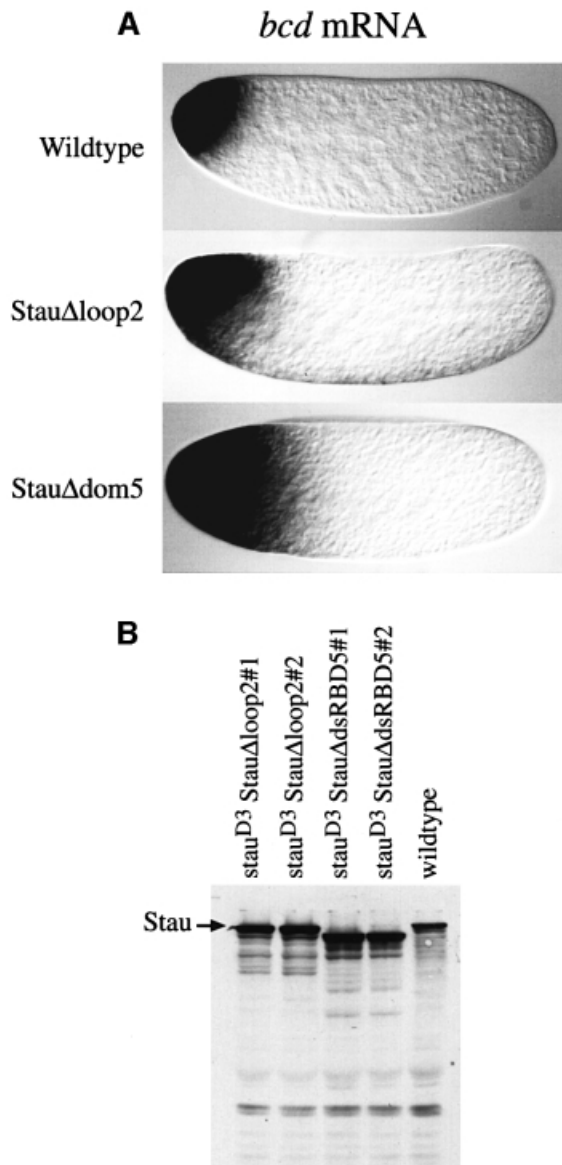 A
bcd mRNA
Wildtype
StauΔloop2
StauΔdom5
B
stauD3 StauΔloop2#1
stauD3 StauΔloop2#2
stauD3 StauΔdsRBD5#1
stauD3 StauΔdsRBD5#2
wildtype
Stau